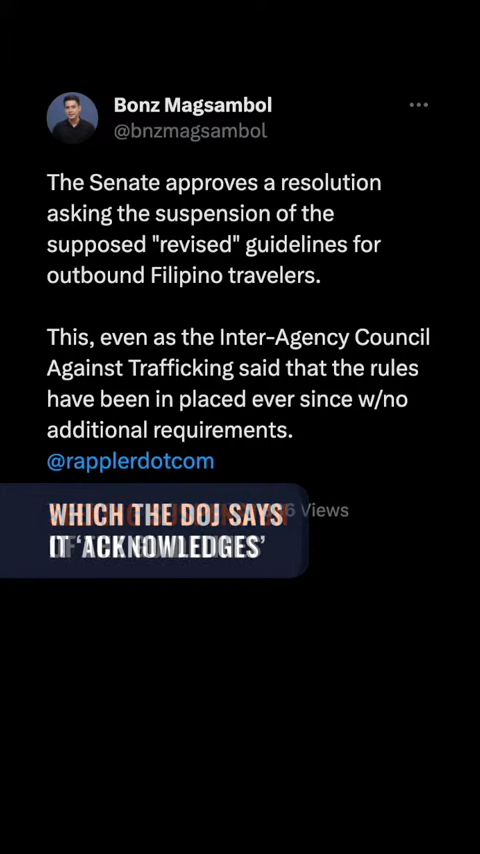 Bonz Magsambol
@bnzmagsambol
The Senate approves a resolution
asking the suspension of the
supposed "revised" guidelines for
outbound Filipino travelers.
This, even as the Inter-Agency Council
Against Trafficking said that the rules
have been in placed ever since w/no
additional requirements.
@rapplerdotcom
Views
WHICH THE DOJ SAYS
IT ‘ACKNOWLEDGES’